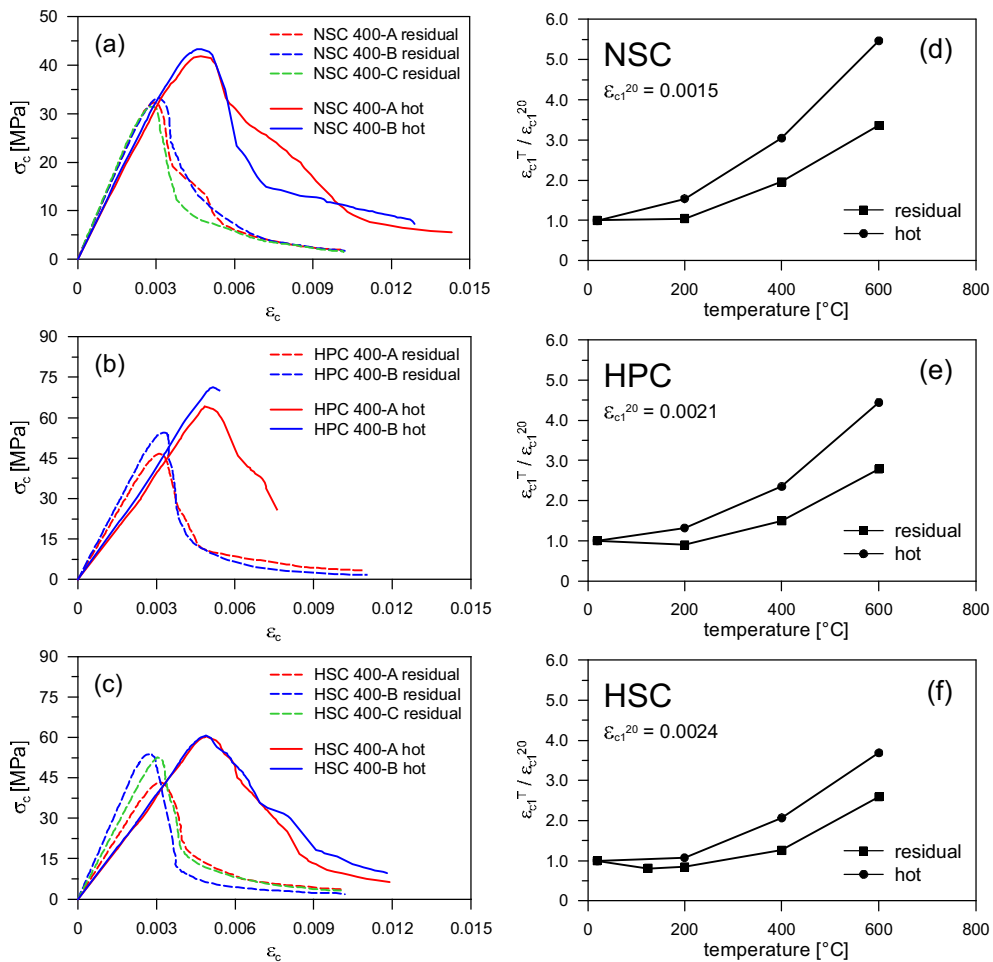 (a)
NSC 400-A residual
NSC 400-B residual
NSC 400-C residual
NSC 400-A hot
NSC 400-B hot
50
40
30
20
10
0
σc [MPa]
0 0.003 0.006 0.009 0.012 0.015
εc
(d)
NSC
εc1²⁰ = 0.0015
6.0
5.0
4.0
3.0
2.0
1.0
0
εc1ᵀ / εc1²⁰
residual
hot
0 200 400 600 800
temperature [°C]
(b)
HPC 400-A residual
HPC 400-B residual
HPC 400-A hot
HPC 400-B hot
90
75
60
45
30
15
0
σc [MPa]
0 0.003 0.006 0.009 0.012 0.015
εc
(e)
HPC
εc1²⁰ = 0.0021
6.0
5.0
4.0
3.0
2.0
1.0
0
εc1ᵀ / εc1²⁰
residual
hot
0 200 400 600 800
temperature [°C]
(c)
HSC 400-A residual
HSC 400-B residual
HSC 400-C residual
HSC 400-A hot
HSC 400-B hot
90
75
60
45
30
15
0
σc [MPa]
0 0.003 0.006 0.009 0.012 0.015
εc
(f)
HSC
εc1²⁰ = 0.0024
6.0
5.0
4.0
3.0
2.0
1.0
0
εc1ᵀ / εc1²⁰
residual
hot
0 200 400 600 800
temperature [°C]